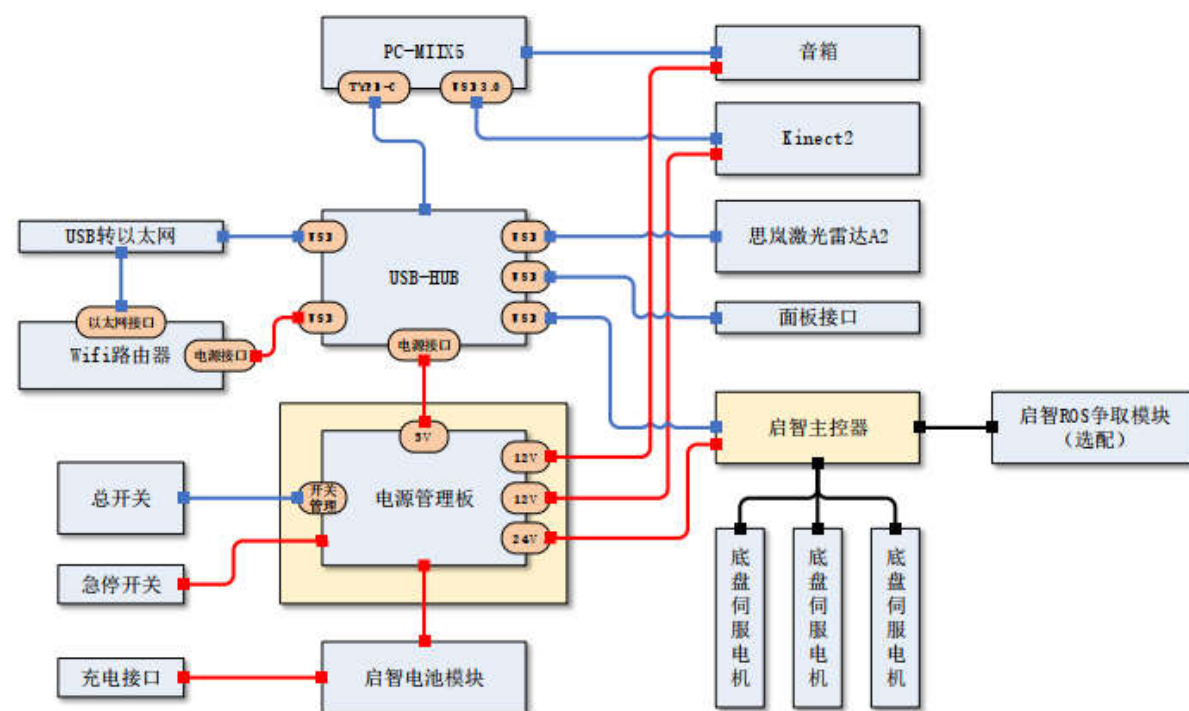 PC-MIIX5
TYPE-C
USB3.0
音箱
Kinect2
USB转以太网
USB
USB-HUB
USB
思岚激光雷达A2
USB
面板接口
以太网接口
USB
USB
Wifi路由器
电源接口
电源接口
5V
启智主控器
启智ROS争取模块
（选配）
12V
总开关
开关
管理
电源管理板
12V
24V
急停开关
底盘伺服电机
底盘伺服电机
底盘伺服电机
充电接口
启智电池模块